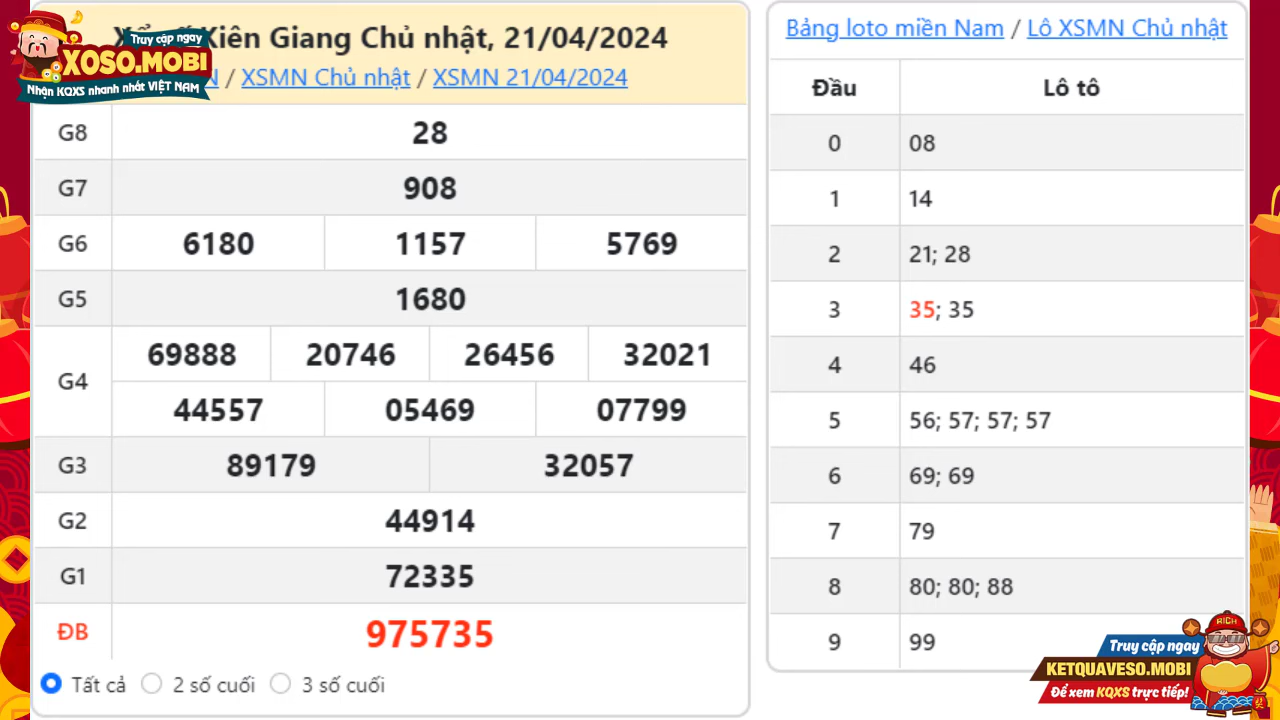 Kiên Giang Chủ nhật, 21/04/2024
/ XSMN Chủ nhật / XSMN 21/04/2024
Truy cập ngay
XOSO.MOBI
Nhận KQXS nhanh nhất VIỆT NAM
G8 28
G7 908
G6 6180 1157 5769
G5 1680
G4 69888 20746 26456 32021
44557 05469 07799
G3 89179 32057
G2 44914
G1 72335
ĐB 975735
Tất cả 2 số cuối 3 số cuối
Bảng loto miền Nam / Lô XSMN Chủ nhật
Đầu Lô tô
0 08
1 14
2 21; 28
3 35; 35
4 46
5 56; 57; 57; 57
6 69; 69
7 79
8 80; 80; 88
9 99
RICH
Truy cập ngay
KETQUAVESO.MOBI
Để xem KQXS trực tiếp!